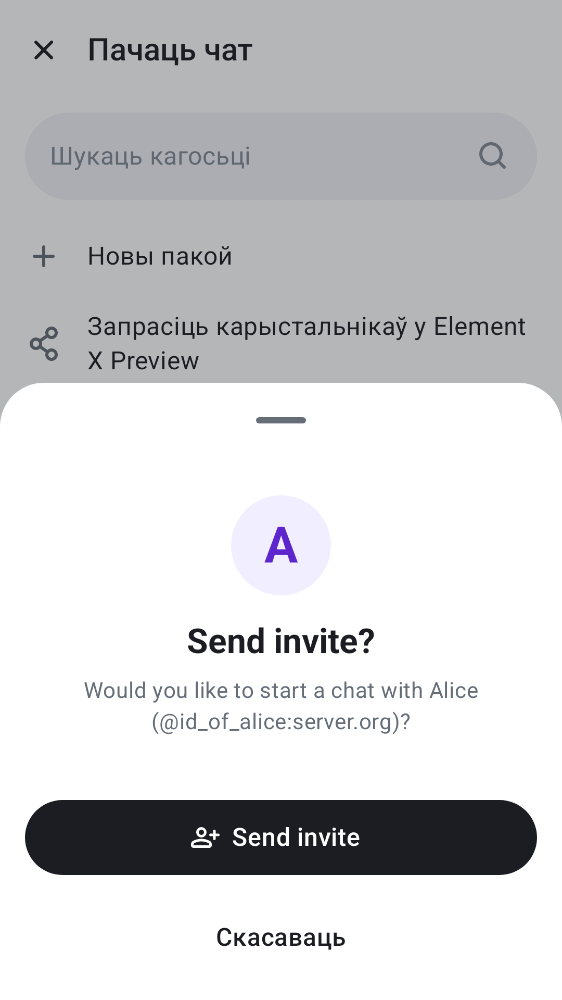 Пачаць чат
Шукаць кагосьці
Новы пакой
Запрасіць карыстальнікаў у Element
X Preview
A
Send invite?
Would you like to start a chat with Alice
(@id_of_alice:server.org)?
Send invite
Скасаваць